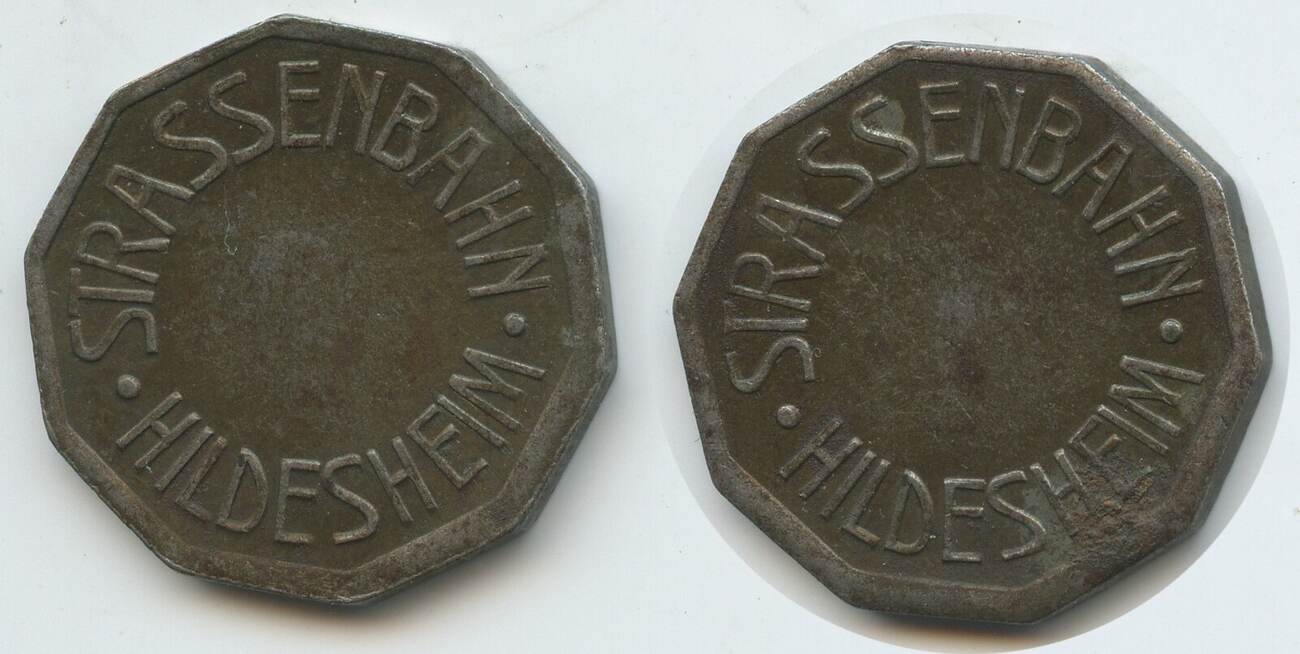 STRASSENBAHN
· HILDESHEIM ·
STRASSENBAHN
· HILDESHEIM ·